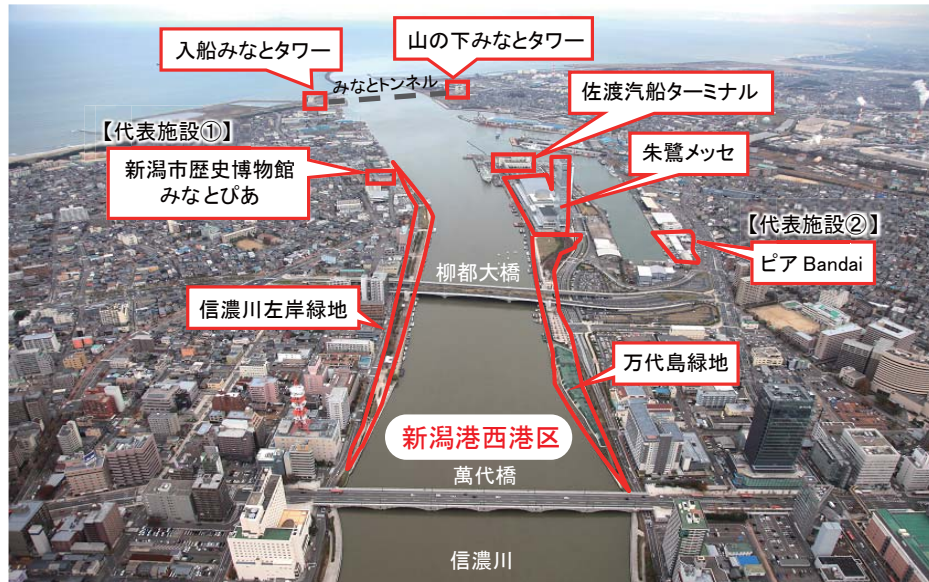 入船みなとタワー
山の下みなとタワー
みなとトンネル
佐渡汽船ターミナル
【代表施設①】
新潟市歴史博物館
みなとぴあ
朱鷺メッセ
【代表施設②】
ピア Bandai
柳都大橋
信濃川左岸緑地
万代島緑地
新潟港西港区
萬代橋
信濃川